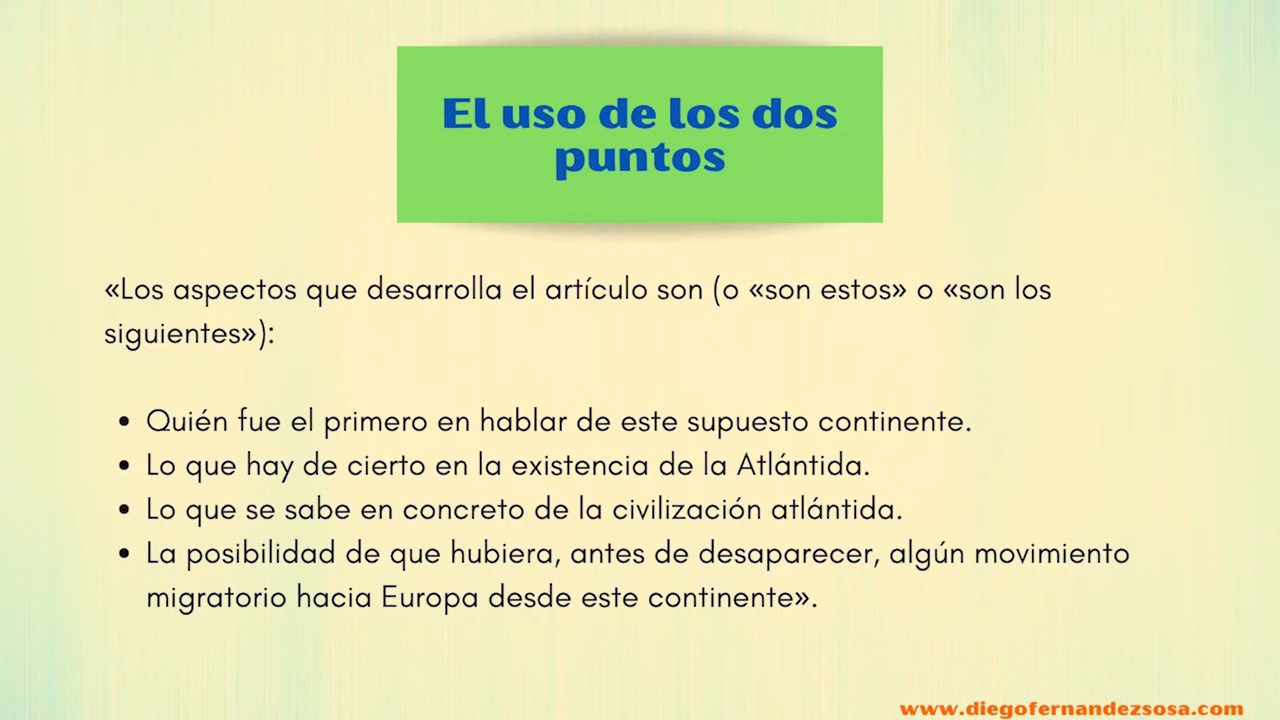 El uso de los dos
puntos
«Los aspectos que desarrolla el artículo son (o «son estos» o «son los
siguientes»):
• Quién fue el primero en hablar de este supuesto continente.
• Lo que hay de cierto en la existencia de la Atlántida.
• Lo que se sabe en concreto de la civilización atlántida.
• La posibilidad de que hubiera, antes de desaparecer, algún movimiento
migratorio hacia Europa desde este continente».
www.diegofernandezsosa.com